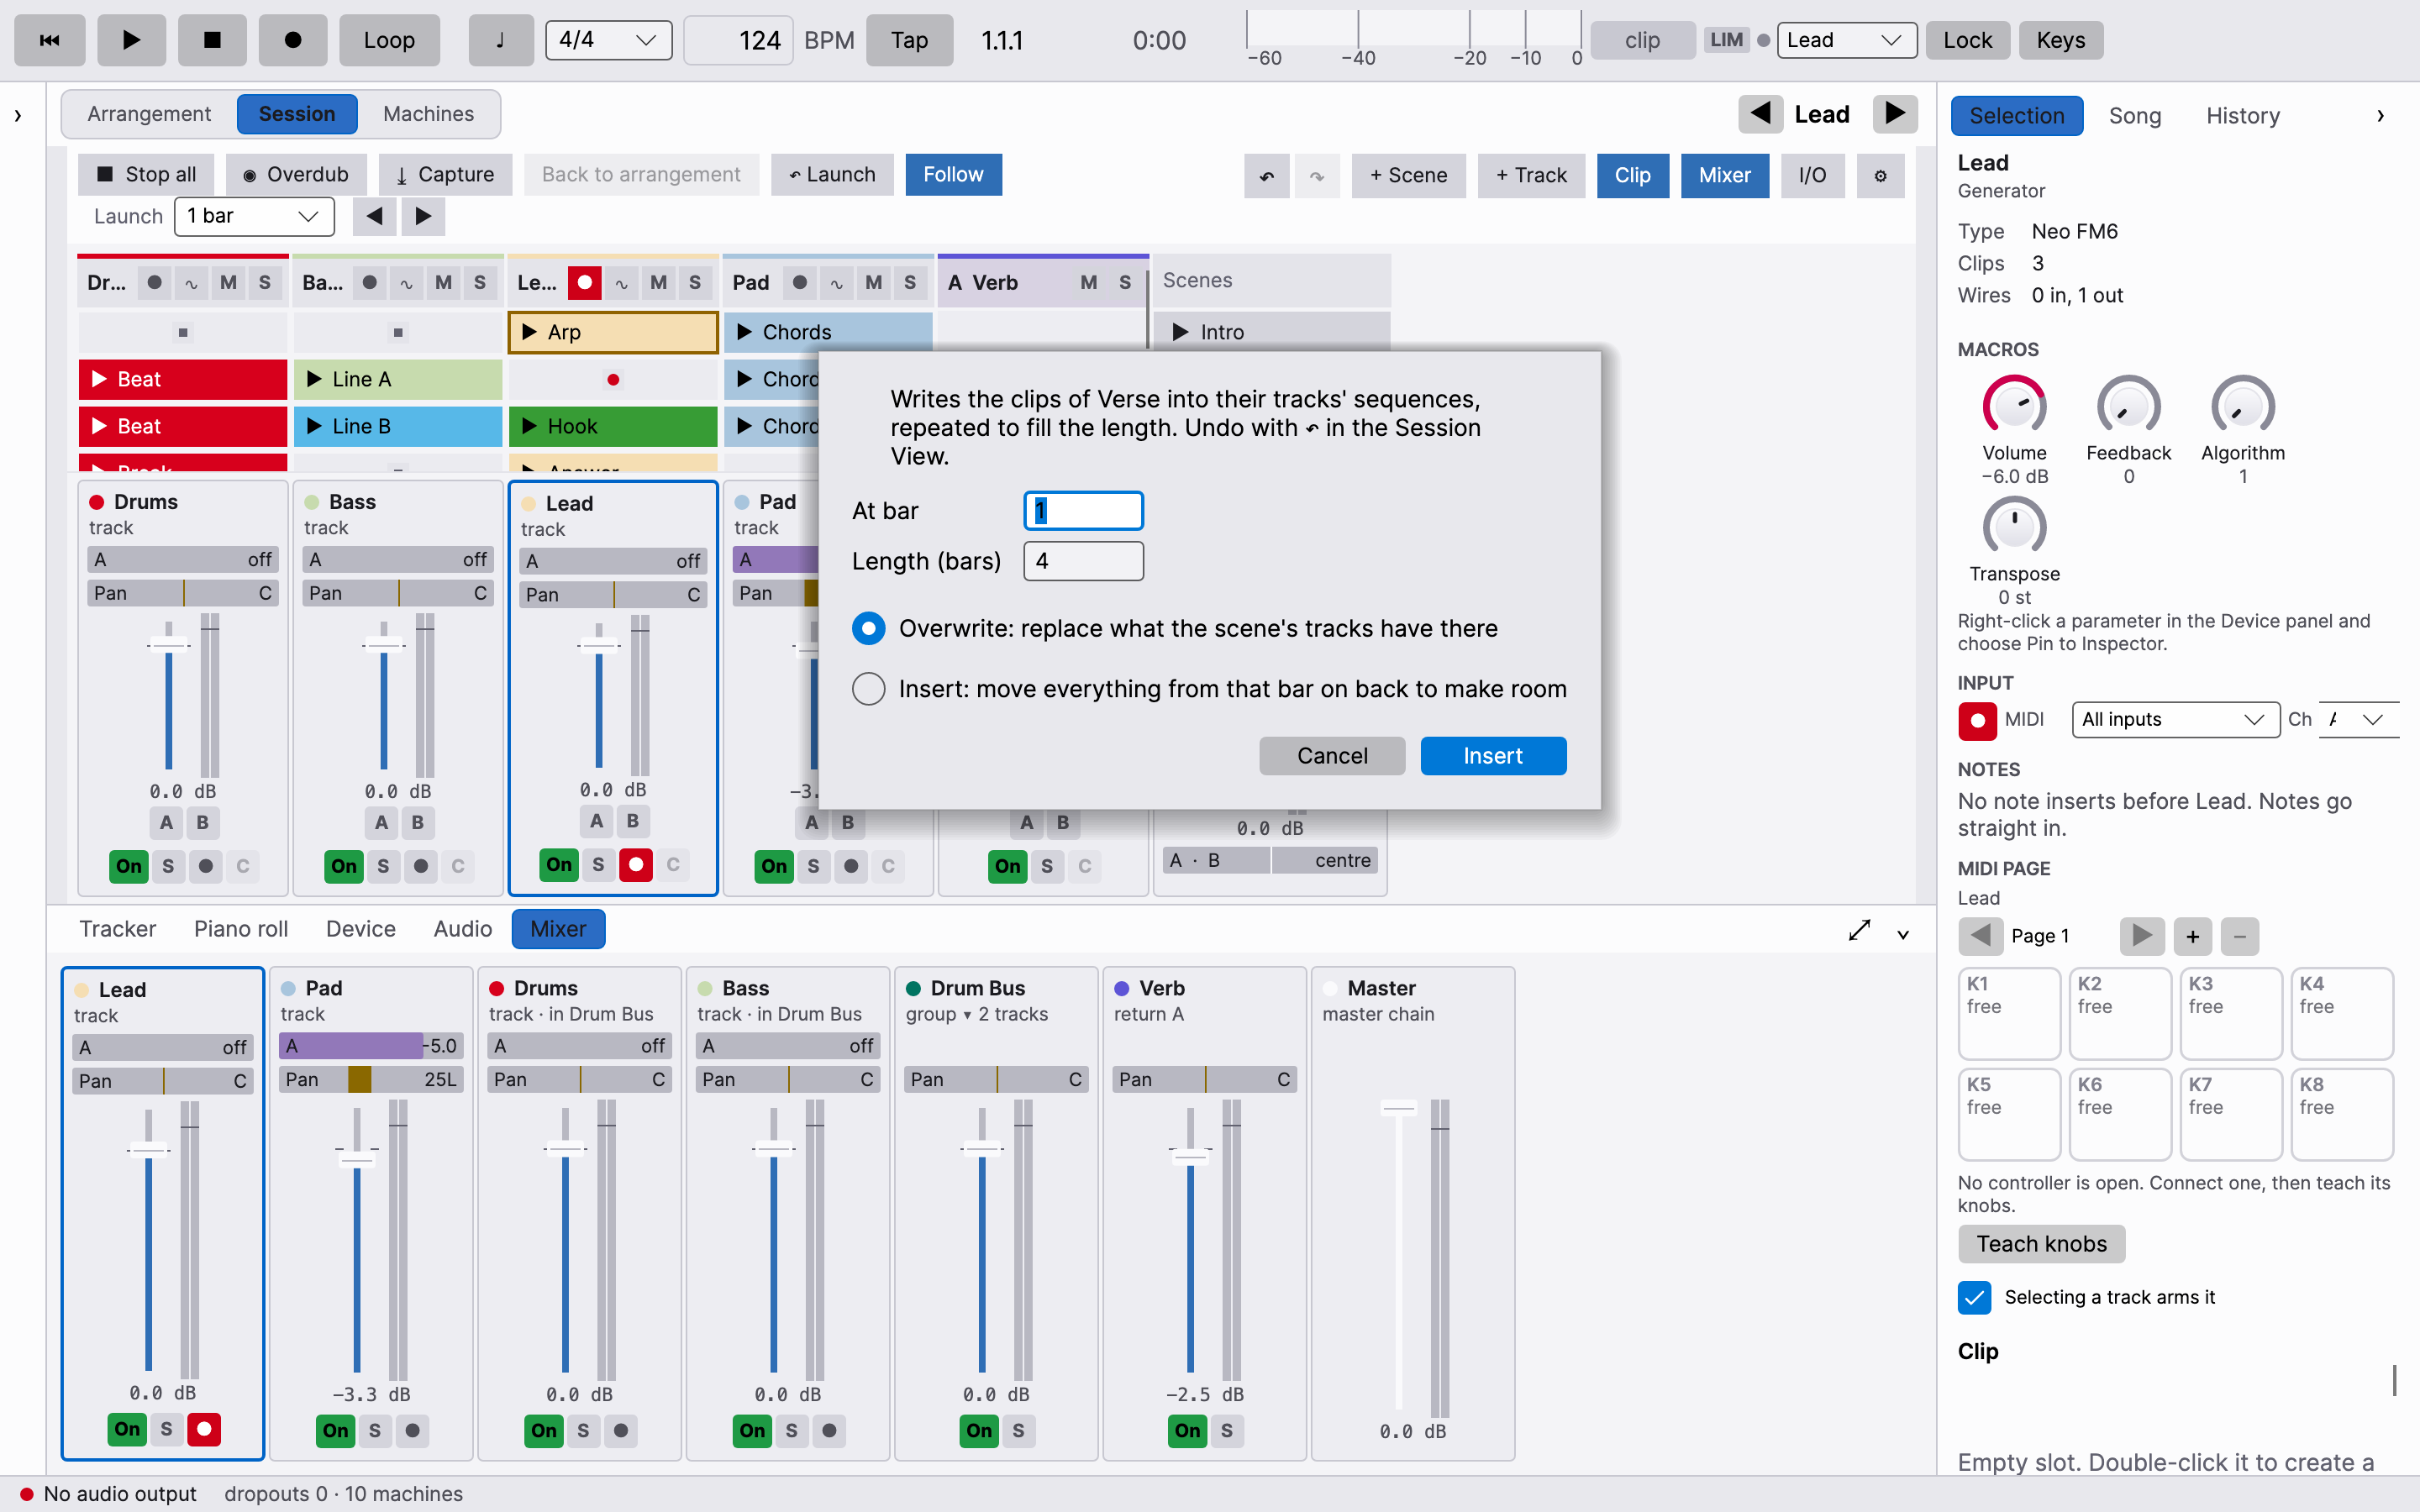 Loop
4/4
124
BPM
Tap
1.1.1
0:00
−60
−40
−20
−10
0
clip
LIM
Lead
Lock
Keys
Arrangement
Session
Machines
Lead
Stop all
Overdub
Capture
Back to arrangement
↶ Launch
Follow
+ Scene
+ Track
Clip
Mixer
I/O
Launch
1 bar
Dr...
M
S
Ba...
M
S
Le...
M
S
Pad
M
S
A Verb
M
S
Scenes
Arp
Chords
Intro
Beat
Line A
Beat
Line B
Hook
Writes the clips of Verse into their tracks' sequences,
repeated to fill the length. Undo with ↶ in the Session
View.
At bar
1
Length (bars)
4
Overwrite: replace what the scene's tracks have there
Insert: move everything from that bar on back to make room
Cancel
Insert
Drums
track
A off
Pan C
0.0 dB
A B
On S C
Bass
track
A off
Pan C
0.0 dB
A B
On S C
Lead
track
A off
Pan C
0.0 dB
A B
On S C
Pad
track
A
Pan
A B
On S C
A B
On S C
0.0 dB
A · B centre
Tracker
Piano roll
Device
Audio
Mixer
Lead
track
A off
Pan C
0.0 dB
On S
Pad
track
A −5.0
Pan 25L
−3.3 dB
On S
Drums
track · in Drum Bus
A off
Pan C
0.0 dB
On S
Bass
track · in Drum Bus
A off
Pan C
0.0 dB
On S
Drum Bus
group ▾ 2 tracks
Pan C
0.0 dB
On S
Verb
return A
Pan C
−2.5 dB
On S
Master
master chain
0.0 dB
Selection
Song
History
Lead
Generator
Type Neo FM6
Clips 3
Wires 0 in, 1 out
MACROS
Volume
−6.0 dB
Feedback
0
Algorithm
1
Transpose
0 st
Right-click a parameter in the Device panel and
choose Pin to Inspector.
INPUT
MIDI
All inputs
Ch
NOTES
No note inserts before Lead. Notes go
straight in.
MIDI PAGE
Lead
Page 1
+
−
K1
free
K2
free
K3
free
K4
free
K5
free
K6
free
K7
free
K8
free
No controller is open. Connect one, then teach its
knobs.
Teach knobs
Selecting a track arms it
Clip
Empty slot. Double-click it to create a
No audio output
dropouts 0 · 10 machines